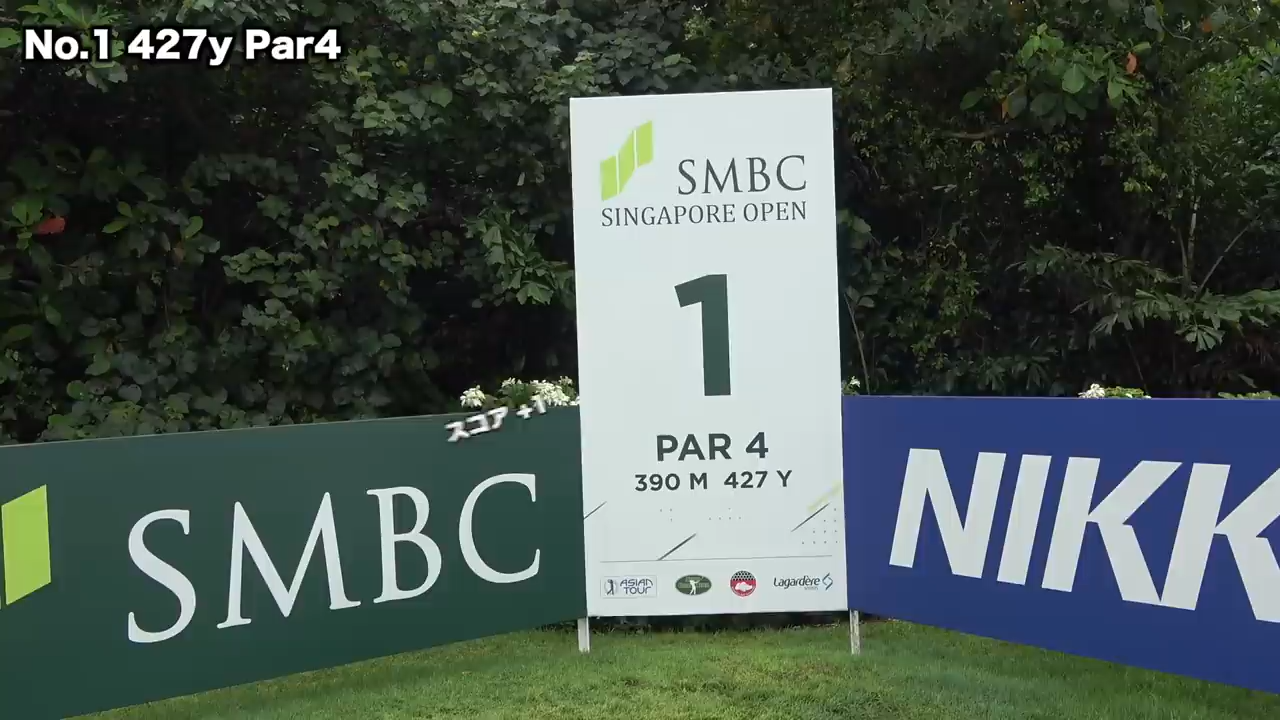 No.1 427y Par4
SMBC
SINGAPORE OPEN
1
PAR 4
390 M 427 Y
ASIAN
TOUR
Lagardère
スコア +1
SMBC
NIKK